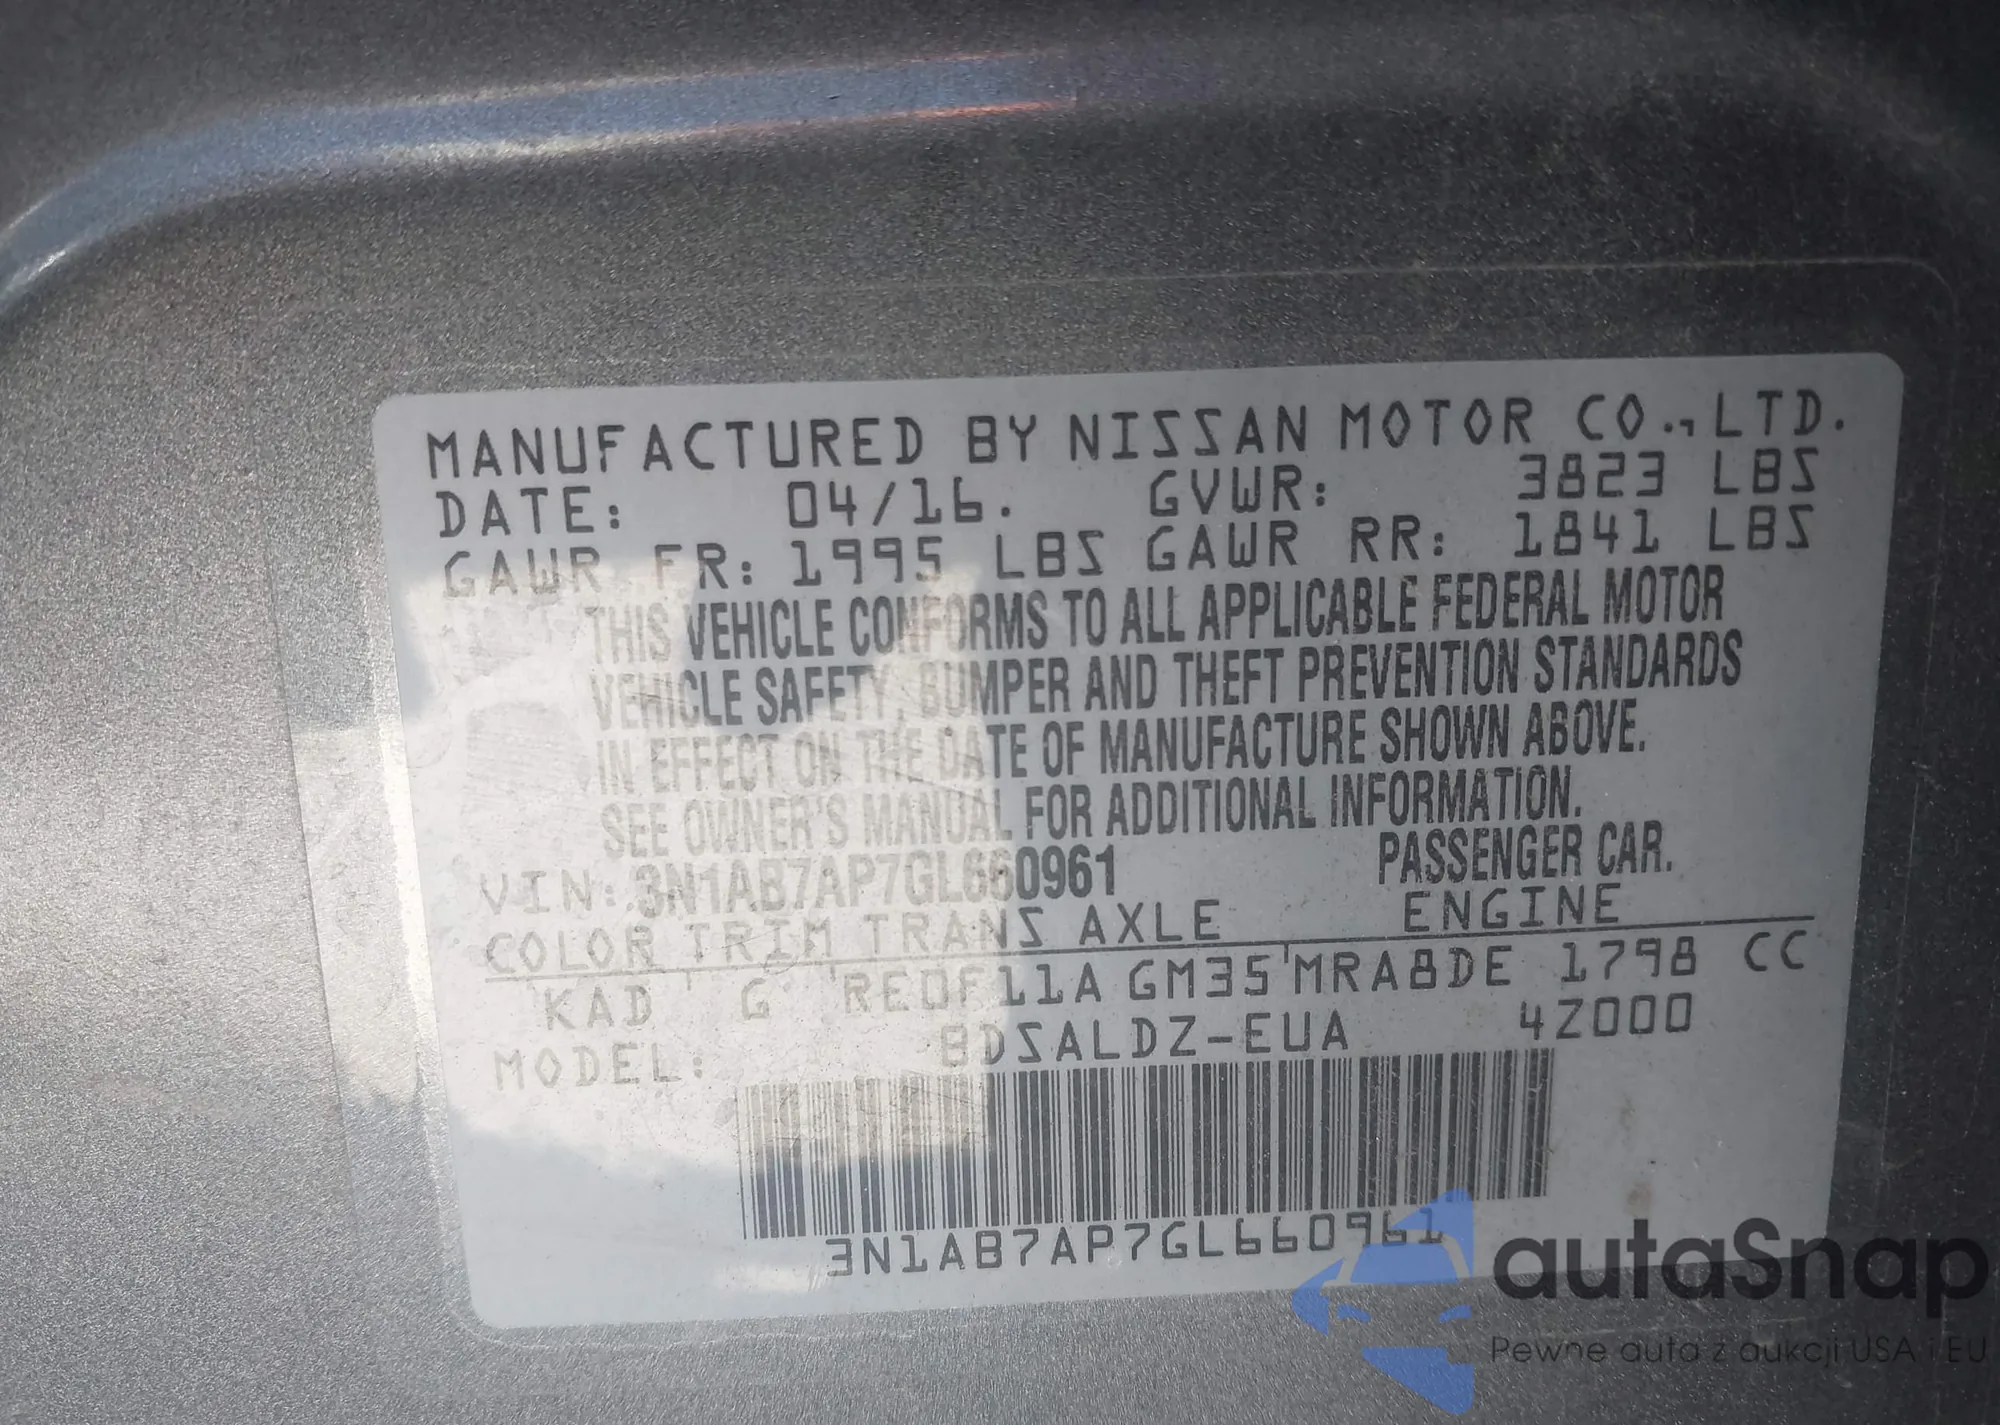 MANUFACTURED BY NISSAN MOTOR CO., LTD.
DATE: 04/16. GVWR: 3823 LBS
GAWR FR: 1995 LBS GAWR RR: 1841 LBS
THIS VEHICLE CONFORMS TO ALL APPLICABLE FEDERAL MOTOR
VEHICLE SAFETY, BUMPER AND THEFT PREVENTION STANDARDS
IN EFFECT ON THE DATE OF MANUFACTURE SHOWN ABOVE.
SEE OWNER'S MANUAL FOR ADDITIONAL INFORMATION.
VIN: 3N1AB7AP7GL660961 PASSENGER CAR.
COLOR TRIM TRANS AXLE ENGINE
KAD G RE0F11A GM35 MRA8DE 1798 CC
MODEL: BDSALDZ-EUA 4Z000
3N1AB7AP7GL660961
autaSnap
Pewne auta z aukcji USA i EU